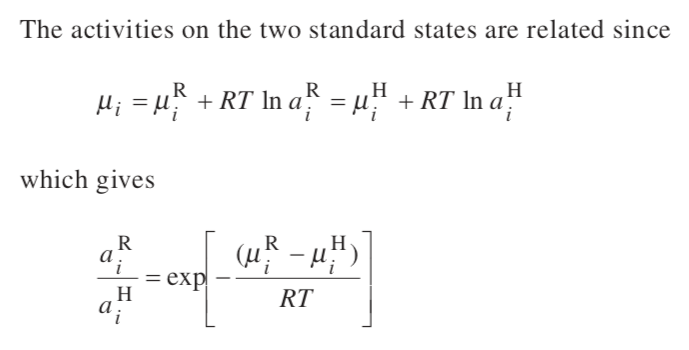 The activities on the two standard states are related since
μ_i = μ_i^R + RT ln a_i^R = μ_i^H + RT ln a_i^H
which gives
a_i^R / a_i^H = exp[ −(μ_i^R − μ_i^H) / RT ]